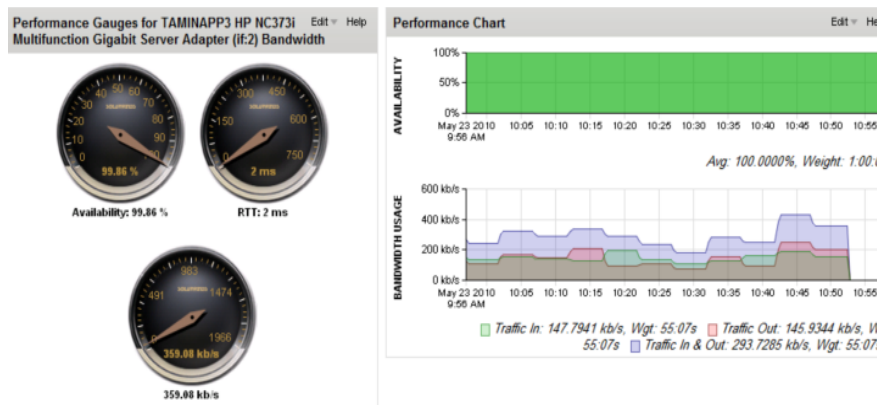 Performance Gauges for TAMINAPP3 HP NC373i Edit Help
Multifunction Gigabit Server Adapter (if:2) Bandwidth
0 10 20 30 40 50 60 70 80 90 100
SOLARWINDS
99.86 %
Availability: 99.86 %
0 150 300 450 600 750
SOLARWINDS
2 ms
RTT: 2 ms
0 491 983 1474 1966
SOLARWINDS
359.08 kb/s
359.08 kb/s
Performance Chart Edit
AVAILABILITY
100%
50%
0%
May 23 2010 10:05 10:10 10:15 10:20 10:25 10:30 10:35 10:40 10:45 10:50 10:55
9:56 AM
Avg: 100.0000%, Weight:
BANDWIDTH USAGE
600 kb/s
400 kb/s
200 kb/s
0 kb/s
May 23 2010 10:05 10:10 10:15 10:20 10:25 10:30 10:35 10:40 10:45 10:50 10:55
9:56 AM
Traffic In: 147.7941 kb/s, Wgt: 55:07s Traffic Out: 145.9344 kb/s,
55:07s Traffic In & Out: 293.7285 kb/s, Wgt: